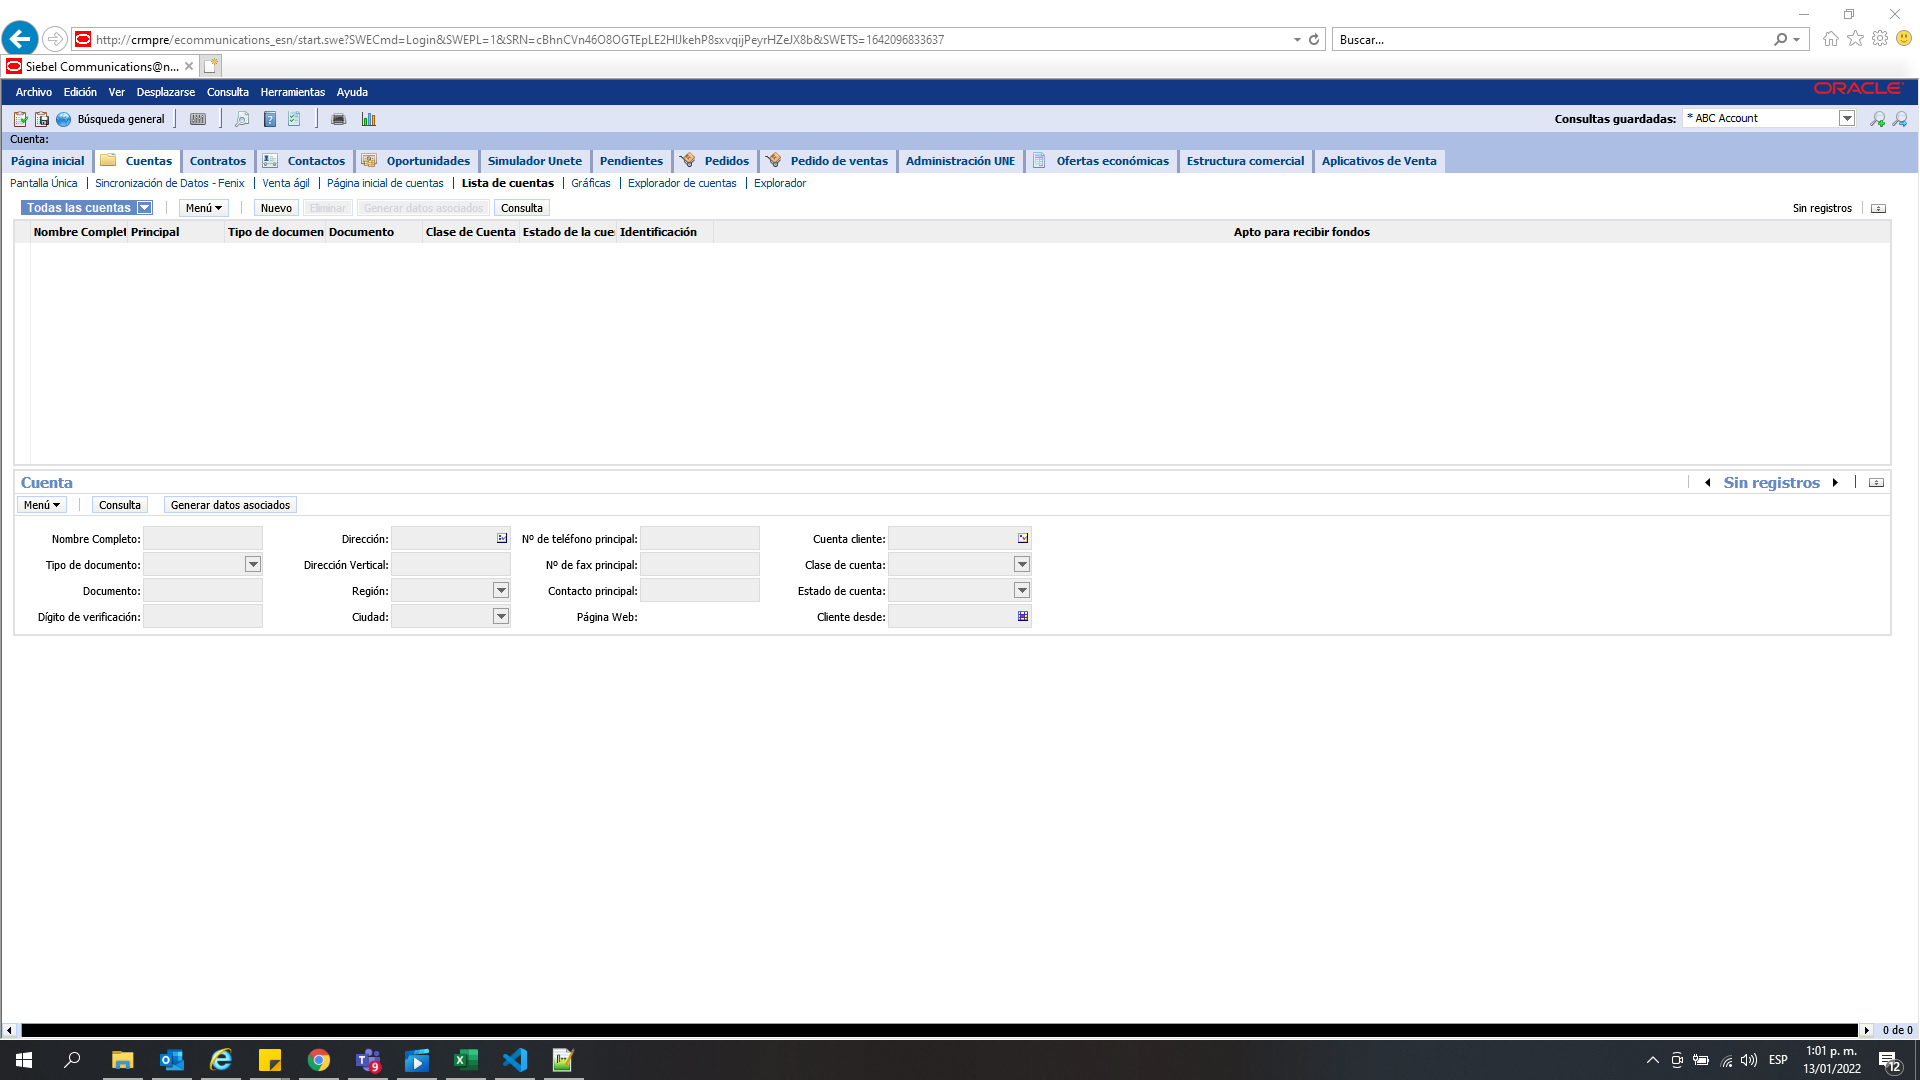 http://crmpre/ecommunications_esn/start.swe?SWECmd=Login&SWEPL=1&SRN=cBhnCVn46O8OGTEpLE2HIJkehP8sxvqijPeyrHZeJX8b&SWETS=1642096833637
Buscar...
Siebel Communications@n...
Archivo Edición Ver Desplazarse Consulta Herramientas Ayuda
ORACLE
Búsqueda general
Consultas guardadas: * ABC Account
Cuenta:
Página inicial Cuentas Contratos Contactos Oportunidades Simulador Unete Pendientes Pedidos Pedido de ventas Administración UNE Ofertas económicas Estructura comercial Aplicativos de Venta
Pantalla Única Sincronización de Datos - Fenix Venta ágil Página inicial de cuentas Lista de cuentas Gráficas Explorador de cuentas Explorador
Todas las cuentas Menú Nuevo Eliminar Generar datos asociados Consulta Sin registros
Nombre Complet Principal Tipo de documen Documento Clase de Cuenta Estado de la cue Identificación Apto para recibir fondos
Cuenta Sin registros
Menú Consulta Generar datos asociados
Nombre Completo: Dirección: Nº de teléfono principal: Cuenta cliente:
Tipo de documento: Dirección Vertical: Nº de fax principal: Clase de cuenta:
Documento: Región: Contacto principal: Estado de cuenta:
Dígito de verificación: Ciudad: Página Web: Cliente desde:
0 de 0
9
ESP
1:01 p. m.
13/01/2022
12